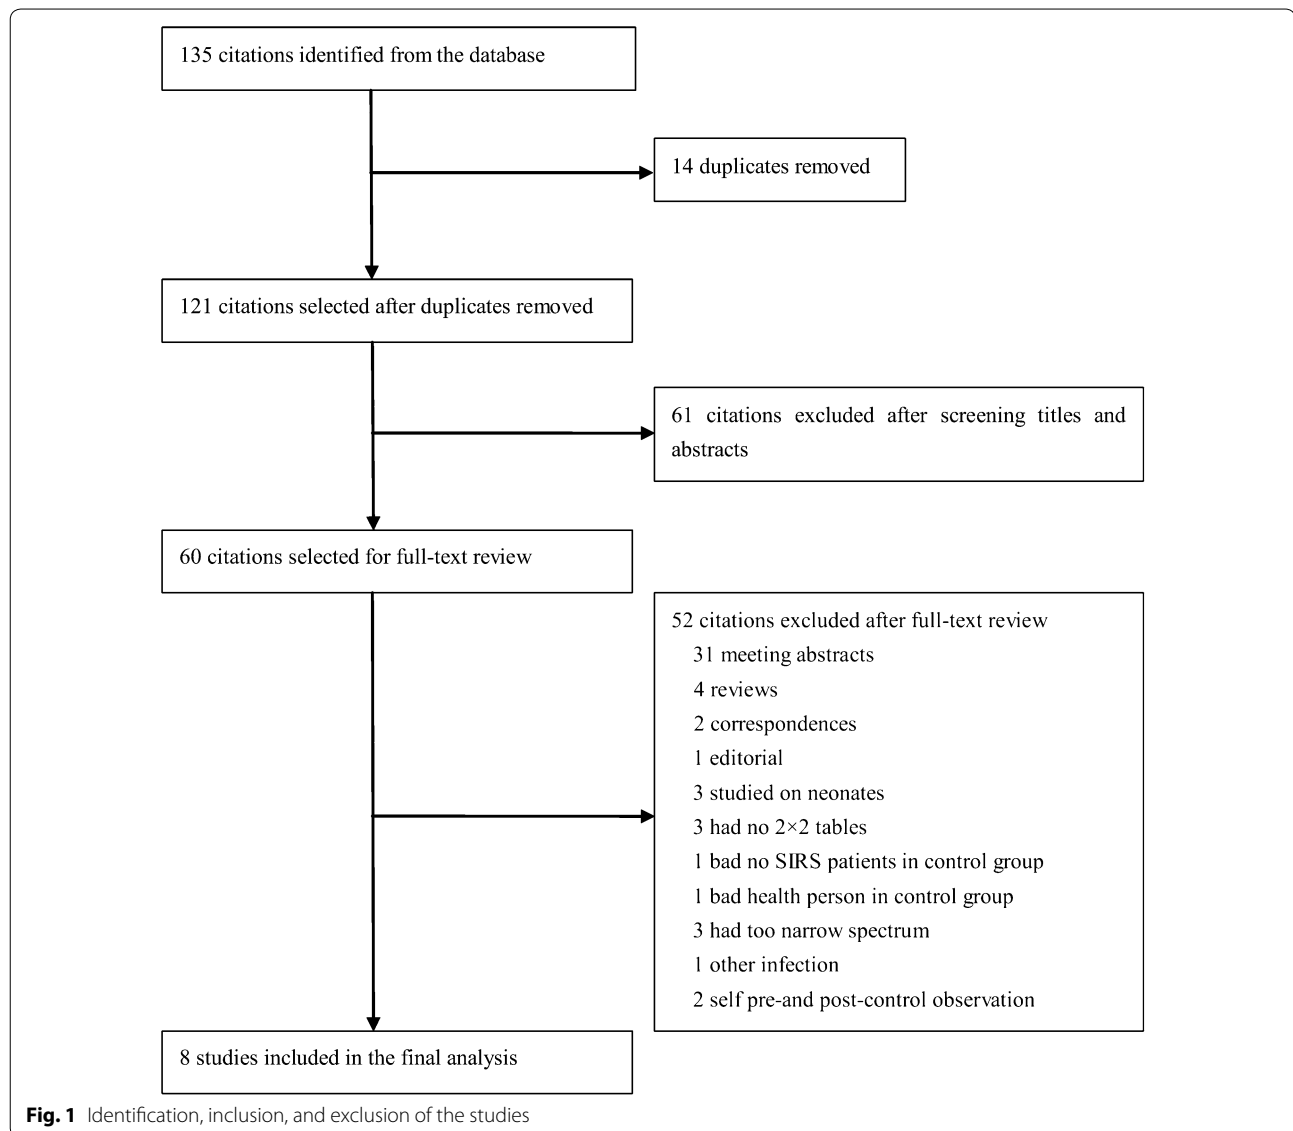 135 citations identified from the database
14 duplicates removed
121 citations selected after duplicates removed
61 citations excluded after screening titles and
abstracts
60 citations selected for full-text review
52 citations excluded after full-text review
31 meeting abstracts
4 reviews
2 correspondences
1 editorial
3 studied on neonates
3 had no 2×2 tables
1 bad no SIRS patients in control group
1 bad health person in control group
3 had too narrow spectrum
1 other infection
2 self pre-and post-control observation
8 studies included in the final analysis
Fig. 1 Identification, inclusion, and exclusion of the studies